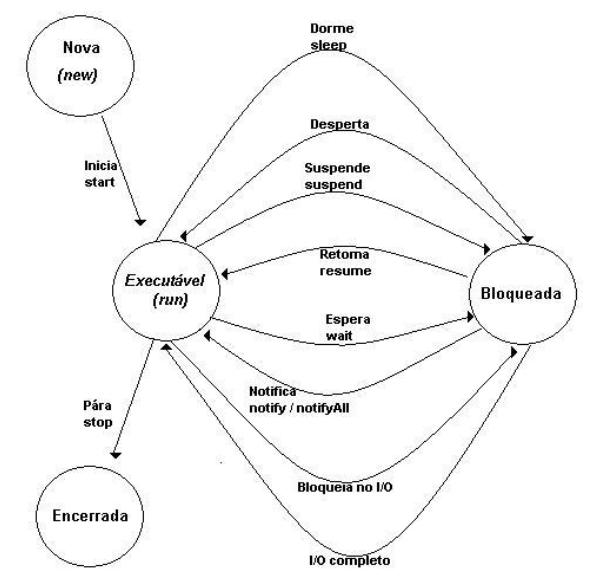 Nova
(new)
Dorme
sleep
Desperta
Inicia
start
Suspende
suspend
Retorna
resume
Executável
(run)
Bloqueada
Espera
wait
Notifica
notify / notifyAll
Pára
stop
Bloqueia no I/O
Encerrada
I/O completo